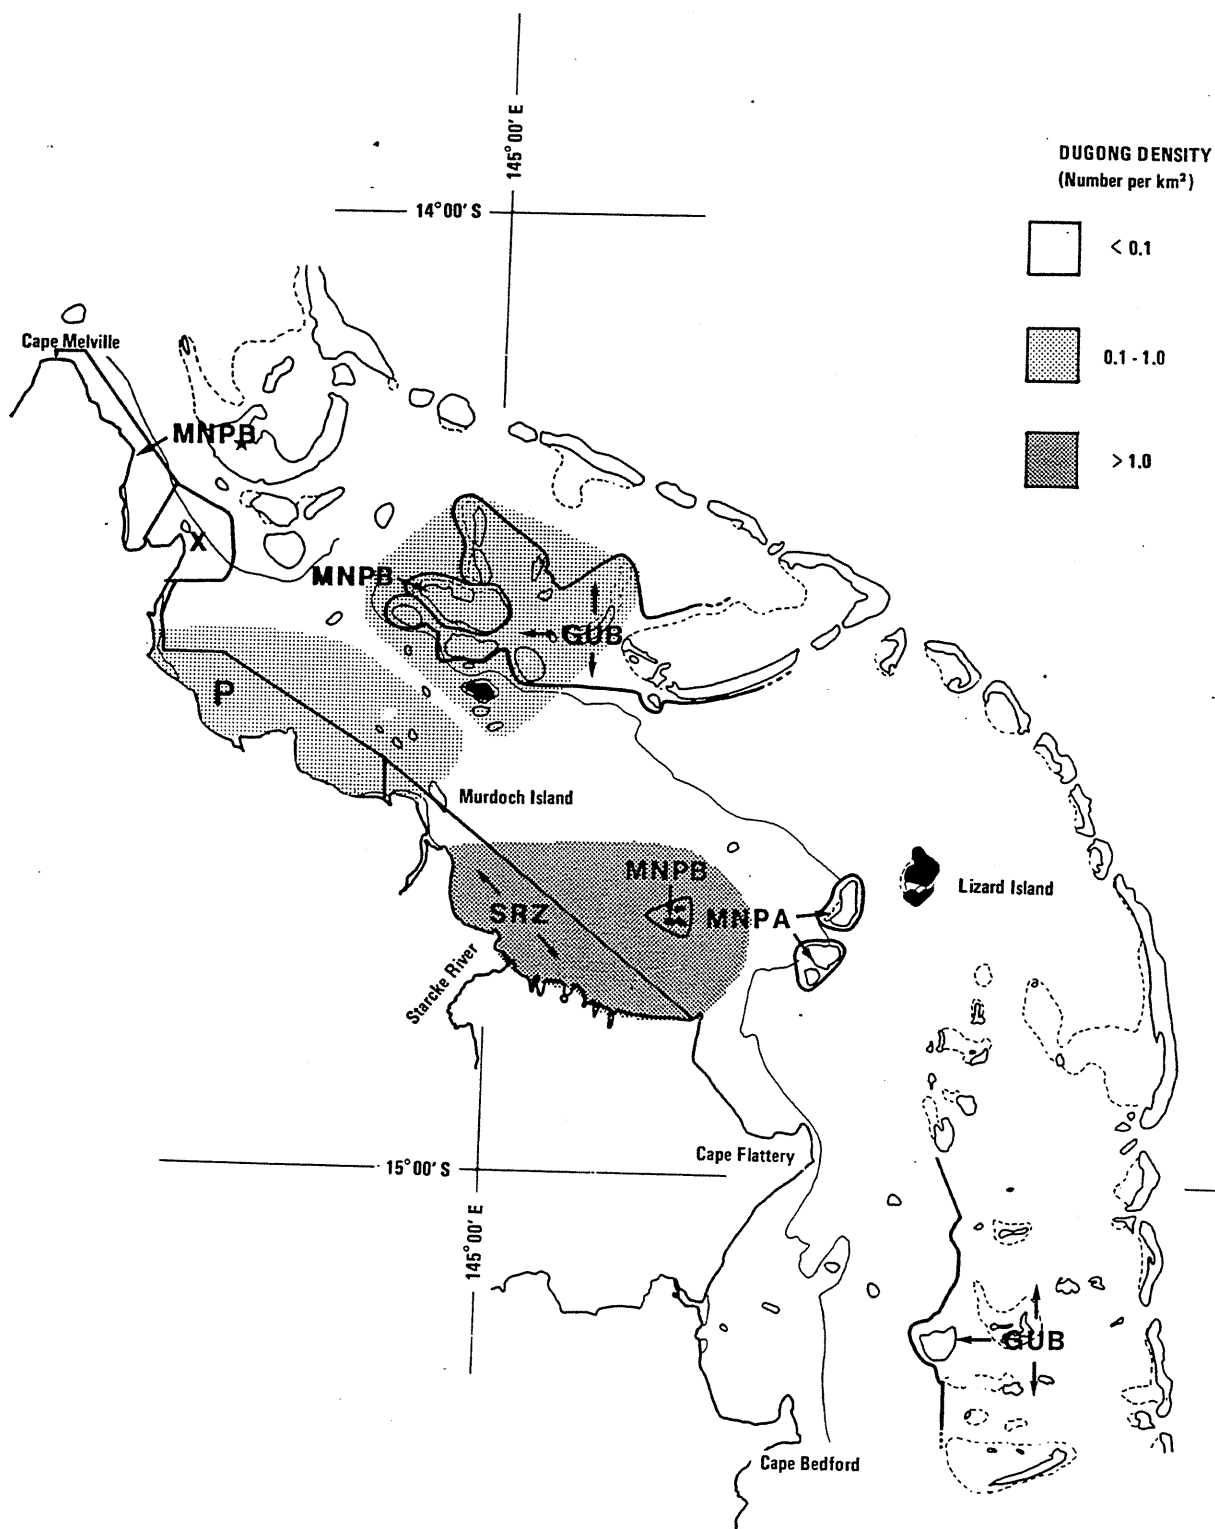 145°00' E
DUGONG DENSITY
(Number per km²)
14°00' S
< 0.1
Cape Melville
0.1 - 1.0
MNPB
> 1.0
X
MNPB
GUB
P
Murdoch Island
MNPB
Lizard Island
SRZ
MNPA
Starcke River
Cape Flattery
15°00' S
145°00' E
GUB
Cape Bedford